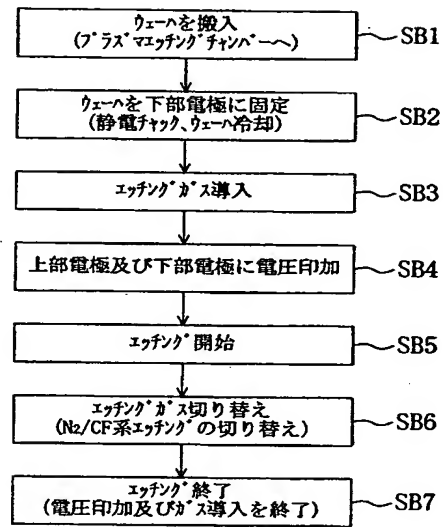 ウェーハを搬入
(プラズマエッチングチャンバーへ)
SB1
ウェーハを下部電極に固定
(静電チャック、ウェーハ冷却)
SB2
エッチングガス導入
SB3
上部電極及び下部電極に電圧印加
SB4
エッチング開始
SB5
エッチングガス切り替え
(N2/CF系エッチングの切り替え)
SB6
エッチング終了
(電圧印加及びガス導入を終了)
SB7